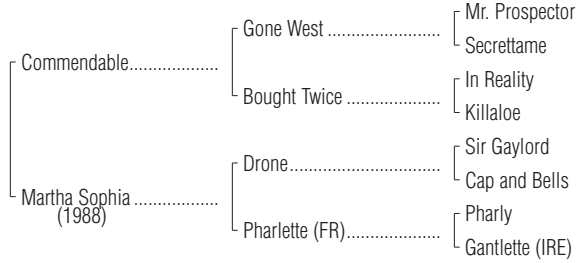 Mr. Prospector
Gone West ......................
Secrettame
Commendable.................
In Reality
Bought Twice ..................
Killaloe
Sir Gaylord
Drone.............................
Cap and Bells
Martha Sophia ................
(1988)
Pharly
Pharlette (FR)..................
Gantlette (IRE)